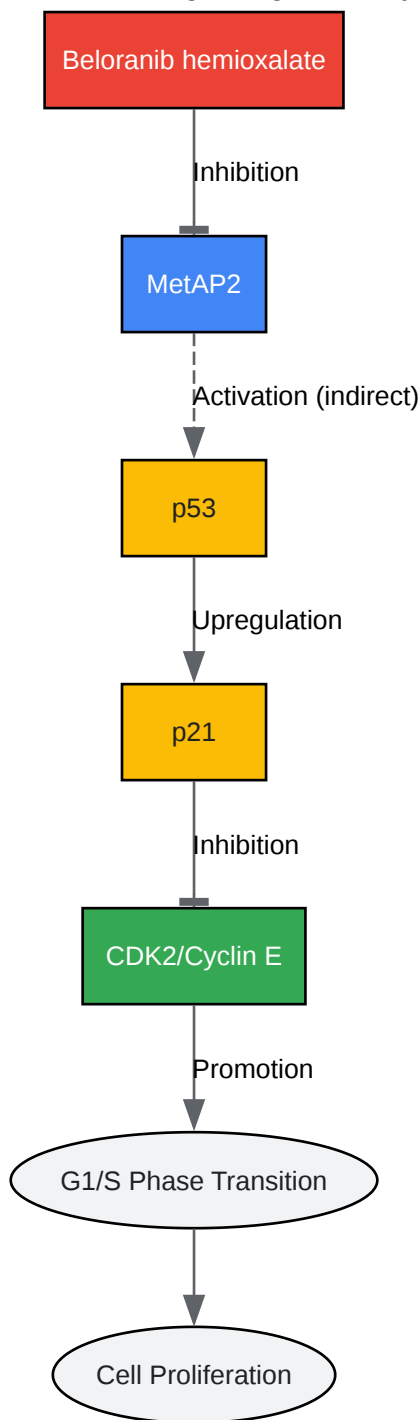 Beloranib hemioxalate
Inhibition
MetAP2
Activation (indirect)
p53
Upregulation
p21
Inhibition
CDK2/Cyclin E
Promotion
G1/S Phase Transition
Cell Proliferation